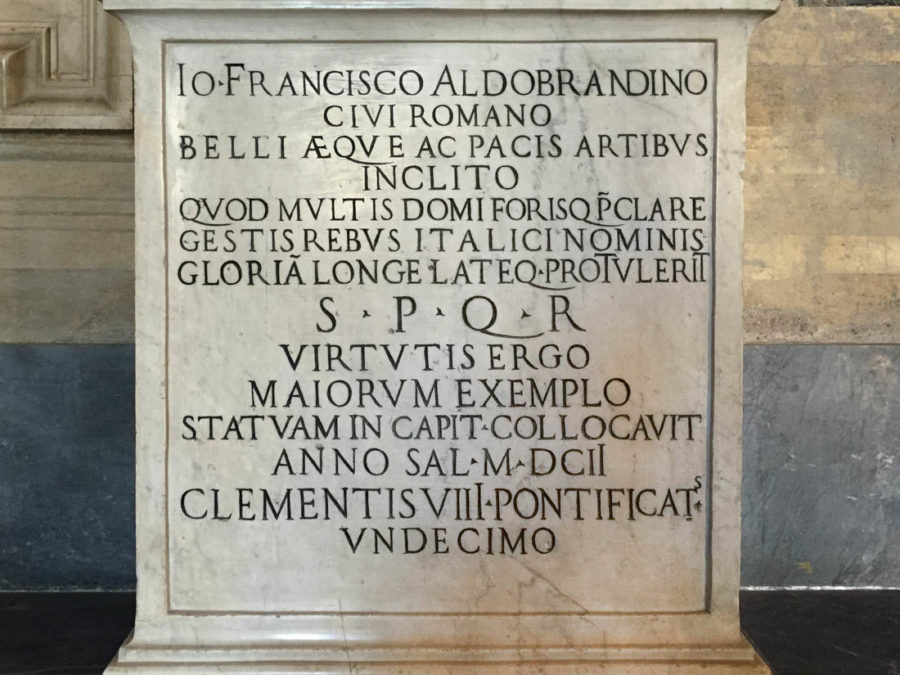 IO·FRANCISCO ALDOBRANDINO
CIVI ROMANO
BELLI ÆQVE AC PACIS ARTIBVS
INCLITO
QVOD MVLTIS DOMI FORISQ P̃CLARE
GESTIS REBVS ITALICI NOMINIS
GLORIÃ LONGE LATEQ·PROTVLERIT
S·P·Q·R
VIRTVTIS ERGO
MAIORVM EXEMPLO
STATVAM IN CAPIT·COLLOCAVIT
ANNO SAL·M·DCII
CLEMENTIS VIII·PONTIFICATˢ·
VNDECIMO